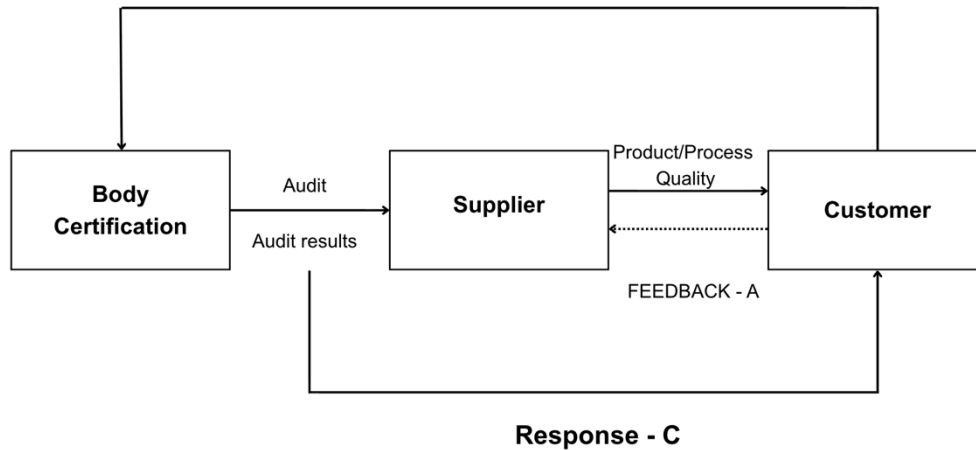 Body
Certification
Audit
Audit results
Supplier
Product/Process
Quality
FEEDBACK - A
Customer
Response - C